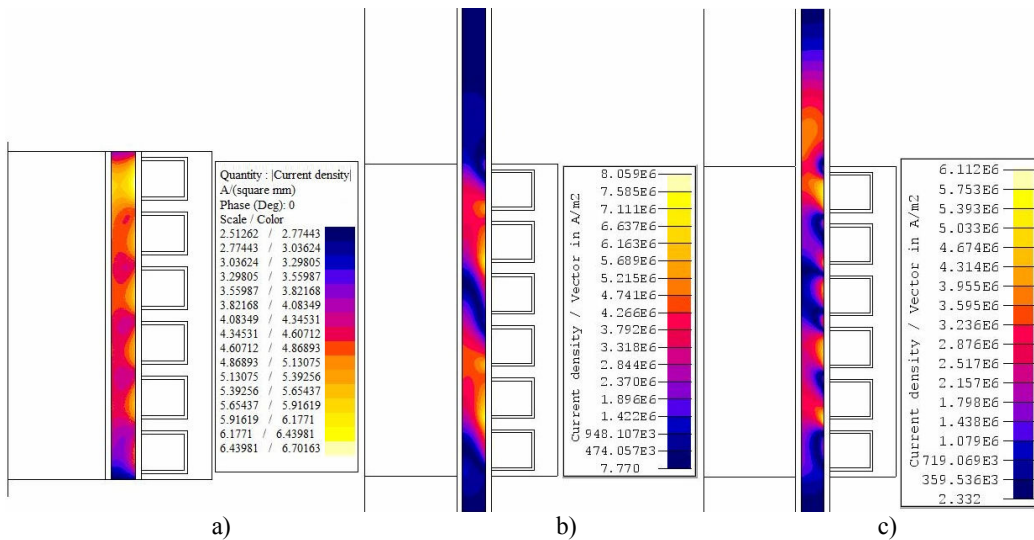 Quantity : |Current density|
A/(square mm)
Phase (Deg): 0
Scale / Color
2.51262 / 2.77443
2.77443 / 3.03624
3.03624 / 3.29805
3.29805 / 3.55987
3.55987 / 3.82168
3.82168 / 4.08349
4.08349 / 4.34531
4.34531 / 4.60712
4.60712 / 4.86893
4.86893 / 5.13075
5.13075 / 5.39256
5.39256 / 5.65437
5.65437 / 5.91619
5.91619 / 6.1771
6.1771 / 6.43981
6.43981 / 6.70163
a)
Current density / Vector in A/m2
8.059E6
7.585E6
7.111E6
6.637E6
6.163E6
5.689E6
5.215E6
4.741E6
4.266E6
3.792E6
3.318E6
2.844E6
2.370E6
1.896E6
1.422E6
948.107E3
474.057E3
7.770
b)
Current density / Vector in A/m2
6.112E6
5.753E6
5.393E6
5.033E6
4.674E6
4.314E6
3.955E6
3.595E6
3.236E6
2.876E6
2.517E6
2.157E6
1.798E6
1.438E6
1.079E6
719.069E3
359.536E3
2.332
c)